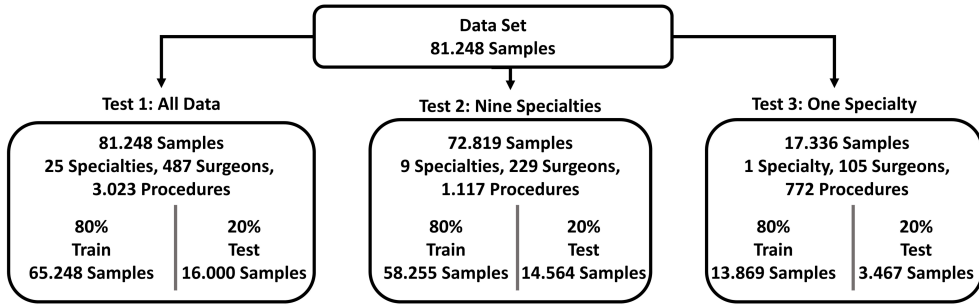 Data Set
81.248 Samples
Test 1: All Data
81.248 Samples
25 Specialties, 487 Surgeons,
3.023 Procedures
80%
Train
65.248 Samples
20%
Test
16.000 Samples
Test 2: Nine Specialties
72.819 Samples
9 Specialties, 229 Surgeons,
1.117 Procedures
80%
Train
58.255 Samples
20%
Test
14.564 Samples
Test 3: One Specialty
17.336 Samples
1 Specialty, 105 Surgeons,
772 Procedures
80%
Train
13.869 Samples
20%
Test
3.467 Samples